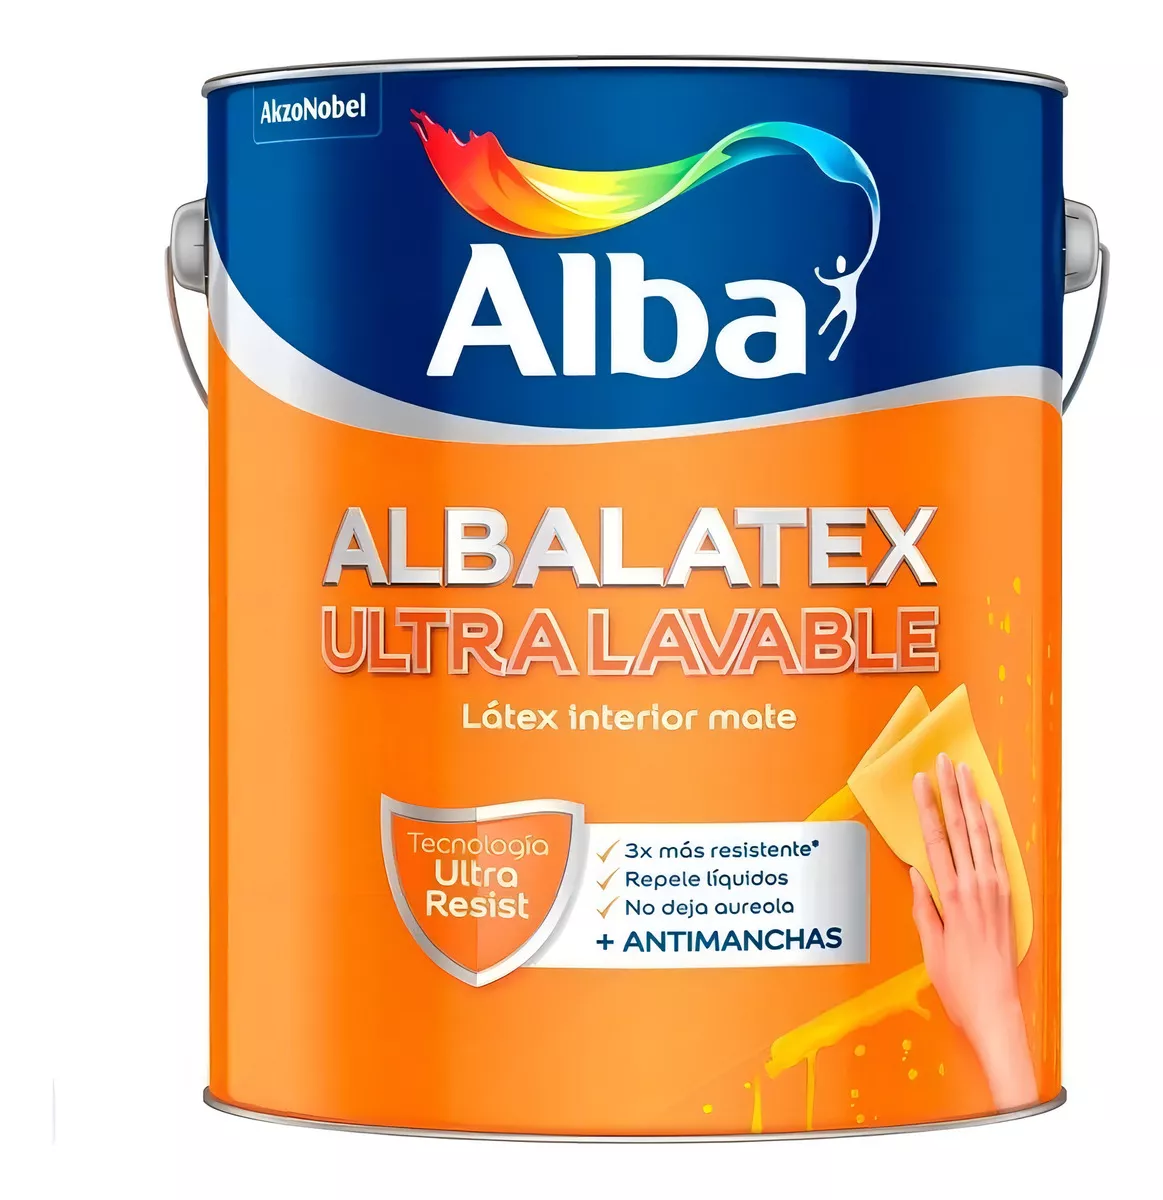 AkzoNobel
Alba
ALBALATEX
ULTRA LAVABLE
Látex interior mate
Tecnología
Ultra
Resist
3x más resistente*
Repele líquidos
No deja aureola
+ ANTIMANCHAS